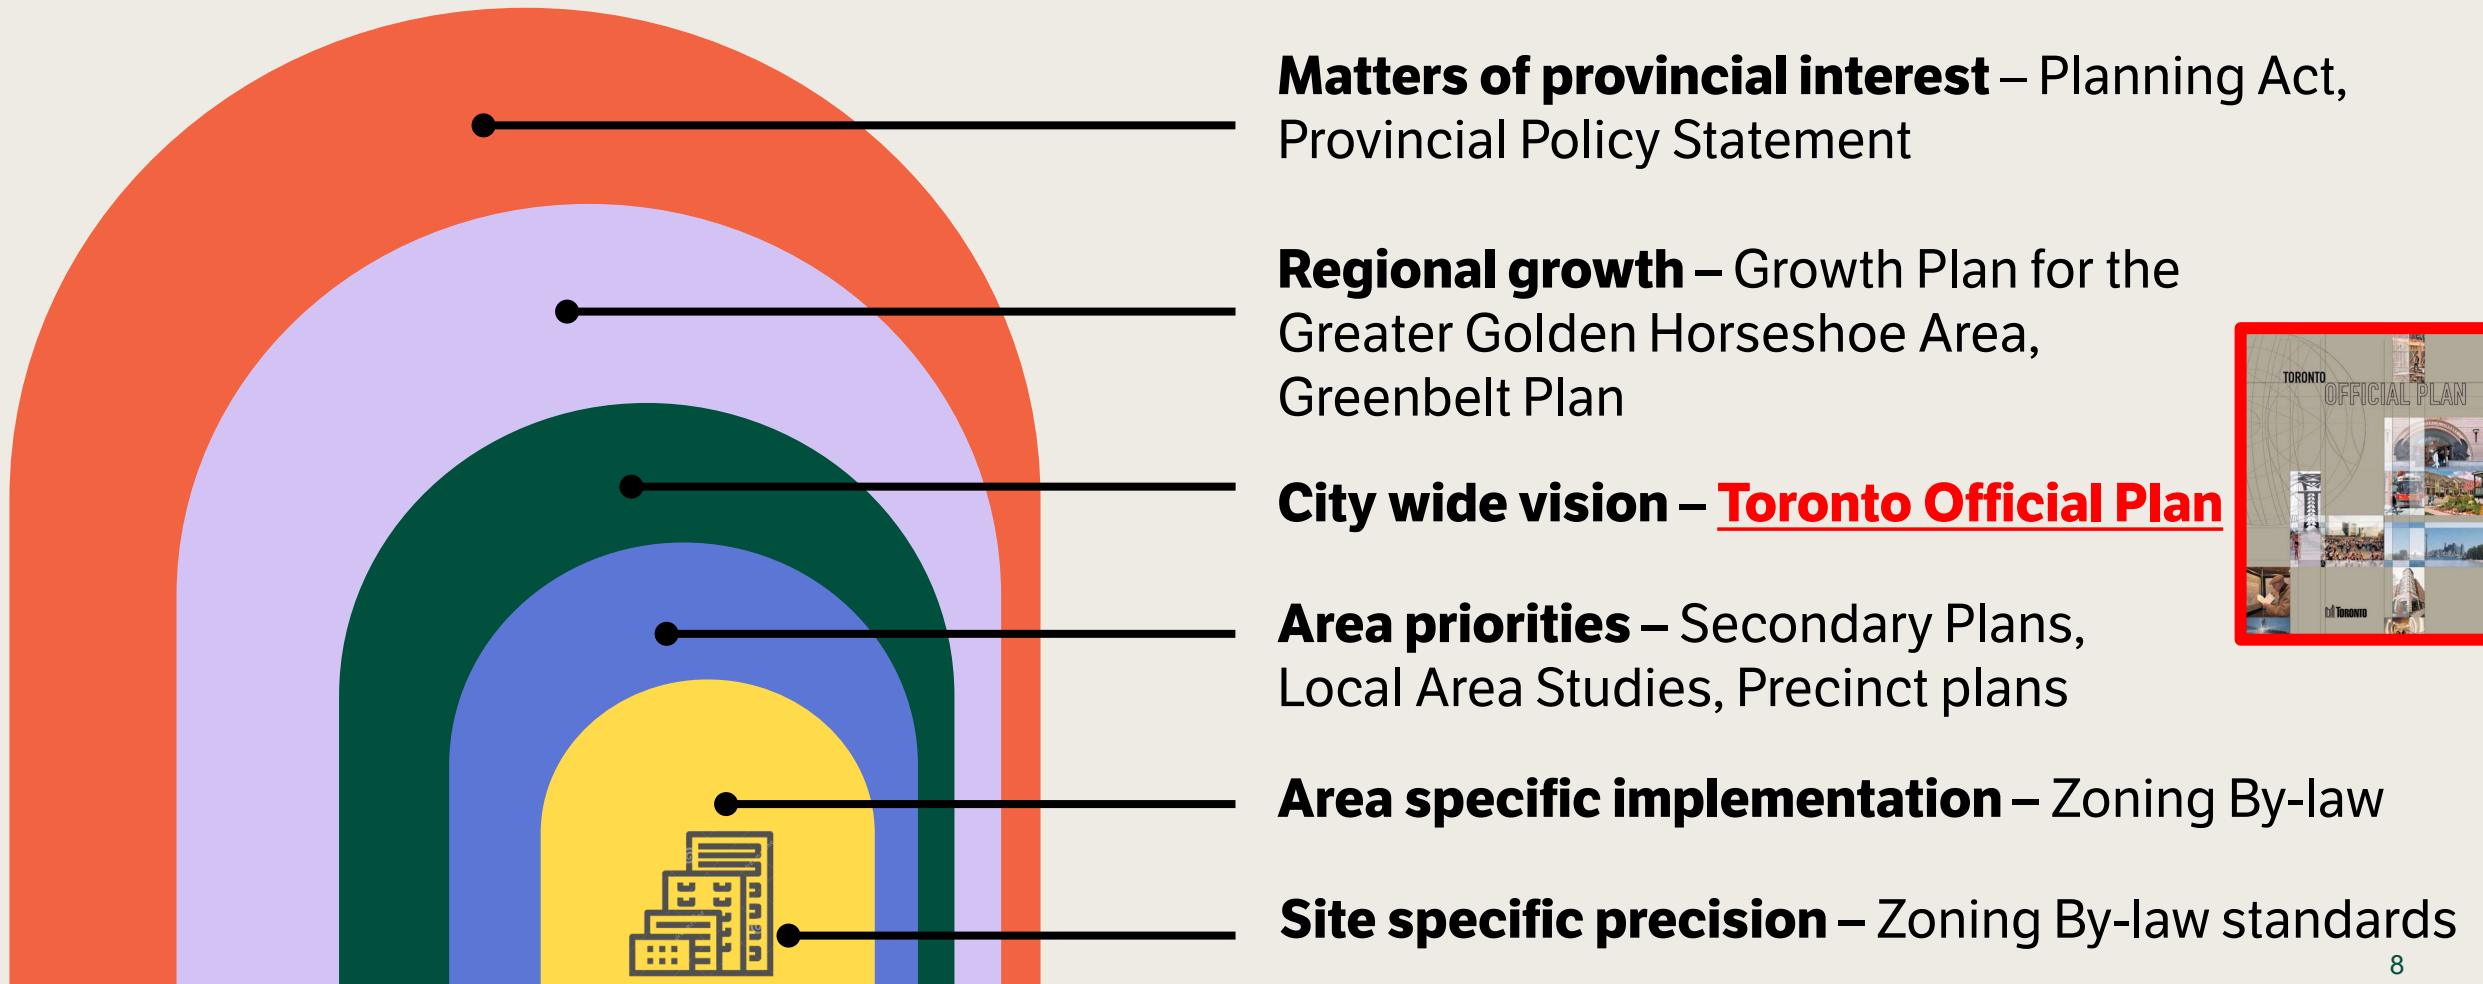 Matters of provincial interest – Planning Act,
Provincial Policy Statement
Regional growth – Growth Plan for the
Greater Golden Horseshoe Area,
Greenbelt Plan
TORONTO
OFFICIAL PLAN
City wide vision – Toronto Official Plan
Area priorities – Secondary Plans,
Local Area Studies, Precinct plans
TORONTO
Area specific implementation – Zoning By-law
Site specific precision – Zoning By-law standards
8